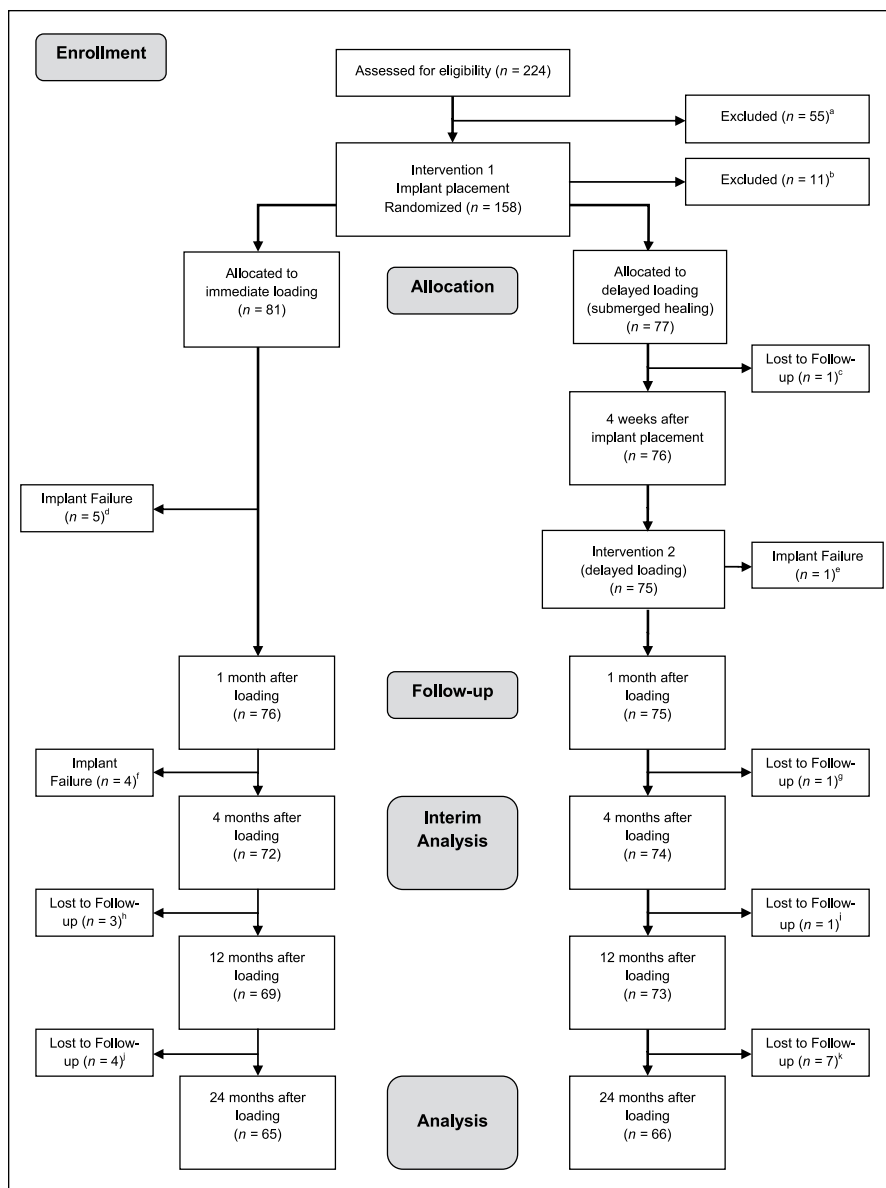 Enrollment
Assessed for eligibility (n = 224)
Excluded (n = 55)ᵃ
Intervention 1
Implant placement
Randomized (n = 158)
Excluded (n = 11)ᵇ
Allocated to
immediate loading
(n = 81)
Allocation
Allocated to
delayed loading
(submerged healing)
(n = 77)
Lost to Follow-
up (n = 1)ᶜ
4 weeks after
implant placement
(n = 76)
Implant Failure
(n = 5)ᵈ
Intervention 2
(delayed loading)
(n = 75)
Implant Failure
(n = 1)ᵉ
1 month after
loading
(n = 76)
Follow-up
1 month after
loading
(n = 75)
Implant
Failure (n = 4)ᶠ
Lost to Follow-
up (n = 1)ᵍ
4 months after
loading
(n = 72)
Interim
Analysis
4 months after
loading
(n = 74)
Lost to Follow-
up (n = 3)ʰ
Lost to Follow-
up (n = 1)ⁱ
12 months after
loading
(n = 69)
12 months after
loading
(n = 73)
Lost to Follow-
up (n = 4)ʲ
Lost to Follow-
up (n = 7)ᵏ
24 months after
loading
(n = 65)
Analysis
24 months after
loading
(n = 66)